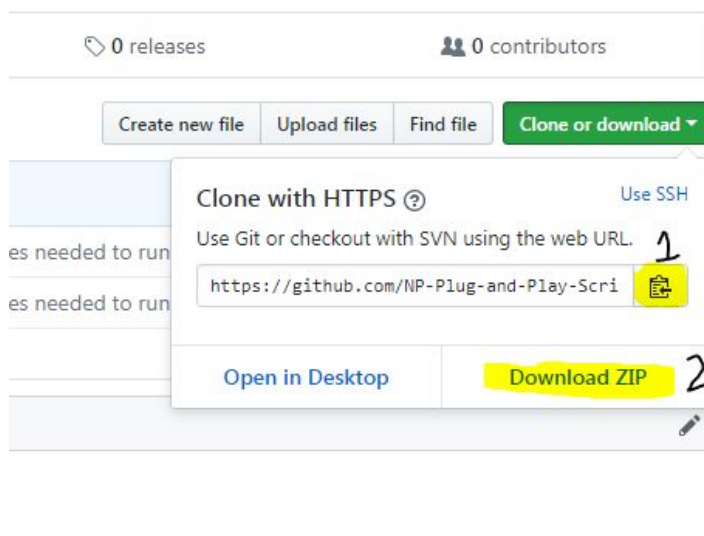 0 releases 0 contributors
Create new file Upload files Find file Clone or download
Clone with HTTPS ? Use SSH
Use Git or checkout with SVN using the web URL. 1
es needed to run
https://github.com/NP-Plug-and-Play-Scri
es needed to run
Open in Desktop Download ZIP 2